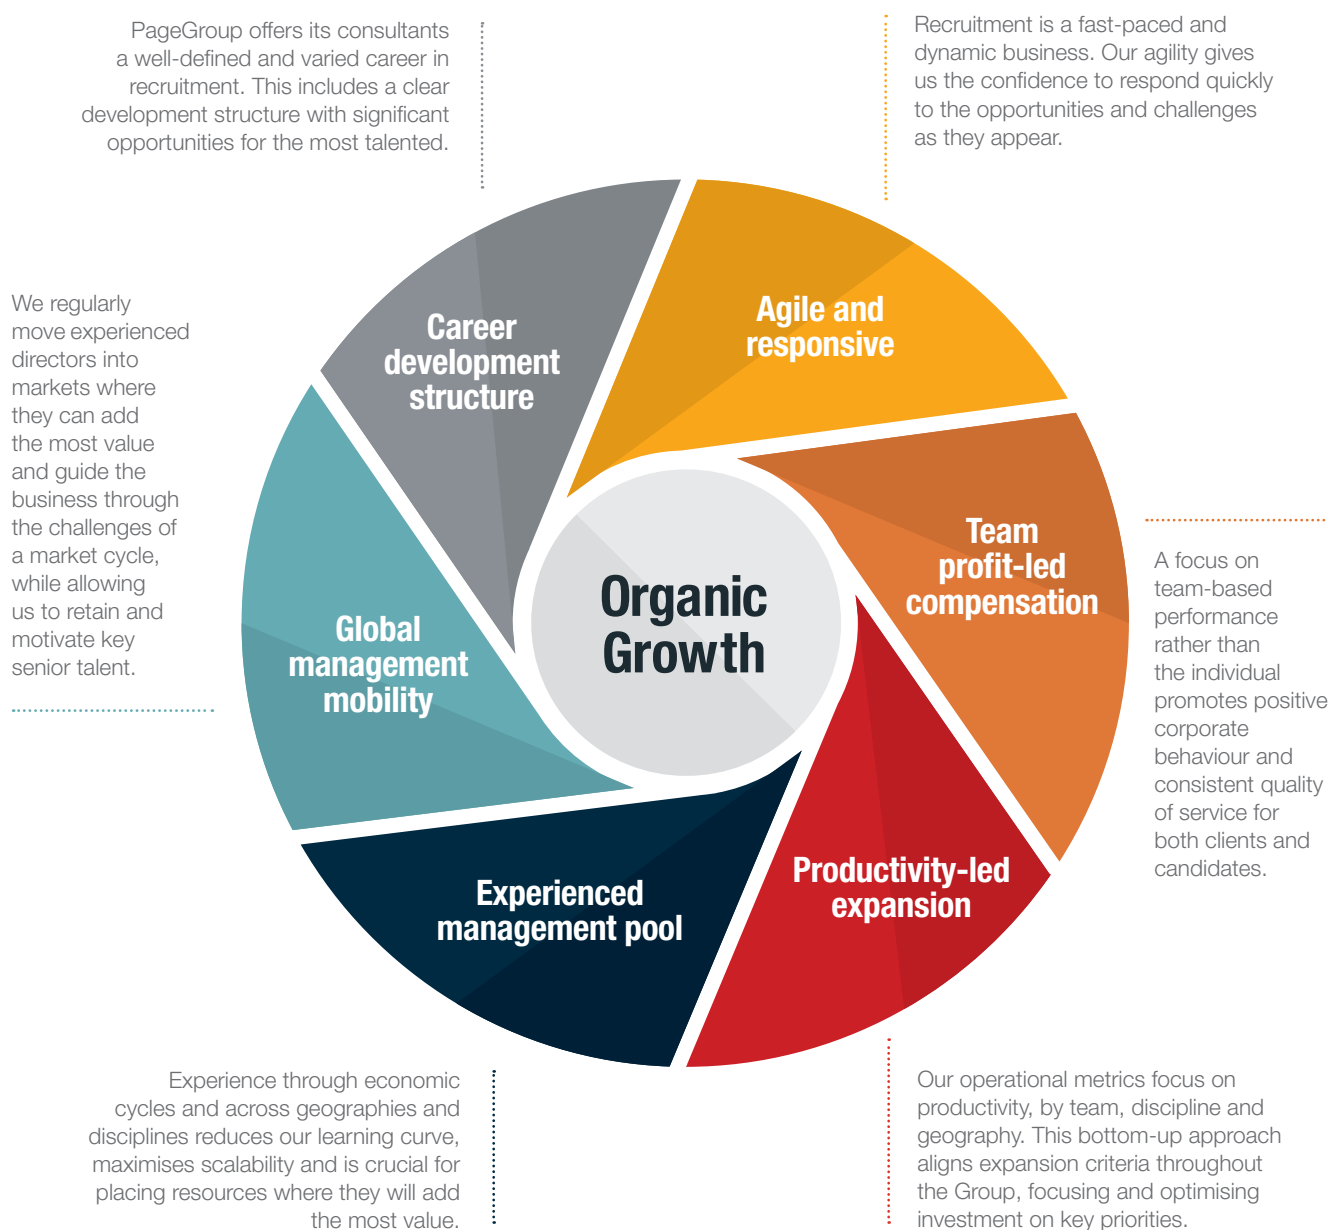 PageGroup offers its consultants
a well-defined and varied career in
recruitment. This includes a clear
development structure with significant
opportunities for the most talented.
Recruitment is a fast-paced and
dynamic business. Our agility gives
us the confidence to respond quickly
to the opportunities and challenges
as they appear.
We regularly
move experienced
directors into
markets where
they can add
the most value
and guide the
business through
the challenges of
a market cycle,
while allowing
us to retain and
motivate key
senior talent.
Career
development
structure
Agile and
responsive
Team
profit-led
compensation
Organic
Growth
Global
management
mobility
Experienced
management pool
Productivity-led
expansion
A focus on
team-based
performance
rather than
the individual
promotes positive
corporate
behaviour and
consistent quality
of service for
both clients and
candidates.
Experience through economic
cycles and across geographies and
disciplines reduces our learning curve,
maximises scalability and is crucial for
placing resources where they will add
the most value.
Our operational metrics focus on
productivity, by team, discipline and
geography. This bottom-up approach
aligns expansion criteria throughout
the Group, focusing and optimising
investment on key priorities.